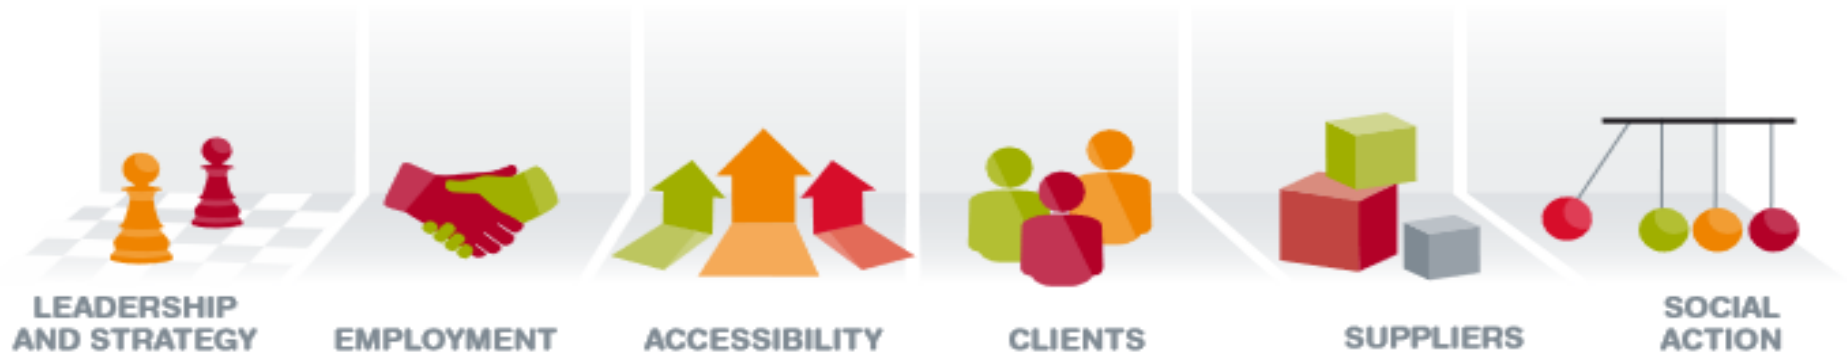 LEADERSHIP
AND STRATEGY
EMPLOYMENT
ACCESSIBILITY
CLIENTS
SUPPLIERS
SOCIAL
ACTION